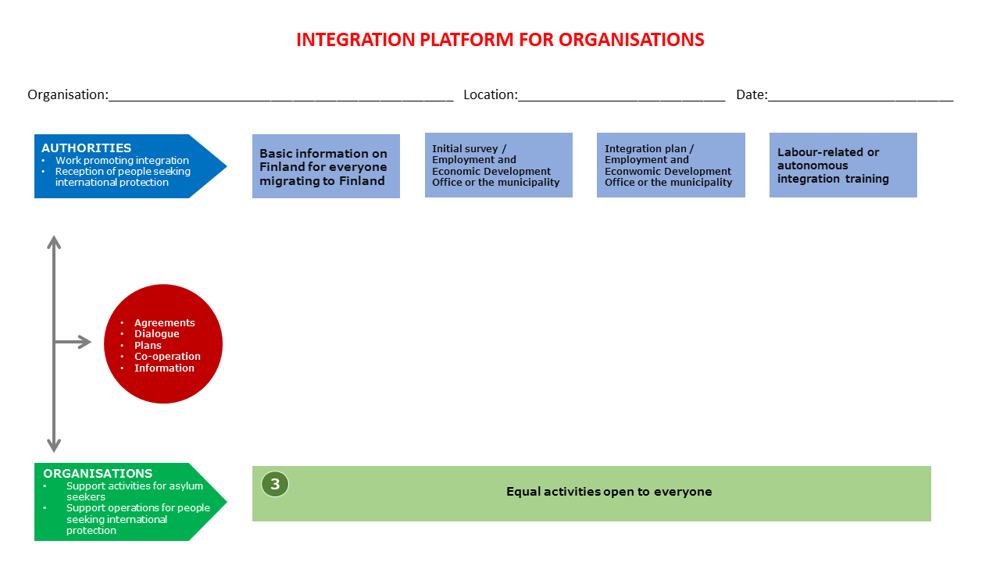 INTEGRATION PLATFORM FOR ORGANISATIONS
Organisation:_______________________________________________ Location:____________________________ Date:_________________________
AUTHORITIES
• Work promoting integration
• Reception of people seeking
international protection
Basic information on
Finland for everyone
migrating to Finland
Initial survey /
Employment and
Economic Development
Office or the municipality
Integration plan /
Employment and
Econwomic Development
Office or the municipality
Labour-related or
autonomous
integration training
• Agreements
• Dialogue
• Plans
• Co-operation
• Information
ORGANISATIONS
• Support activities for asylum
seekers
• Support operations for people
seeking international
protection
3
Equal activities open to everyone